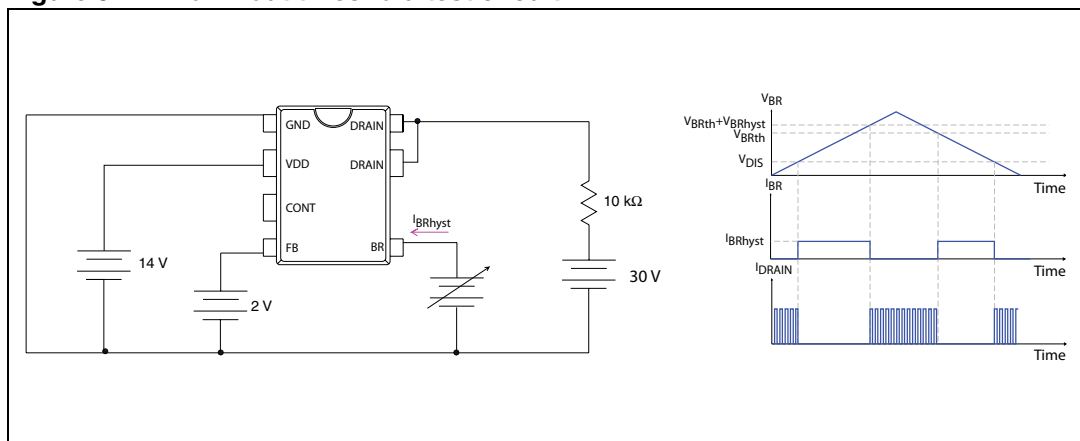 GND
DRAIN
VDD
DRAIN
CONT
FB
BR
IBRhyst
14 V
2 V
10 kΩ
30 V
VBR
VBRth+VBRhyst
VBRth
VDIS
Time
IBR
IBRhyst
Time
IDRAIN
Time